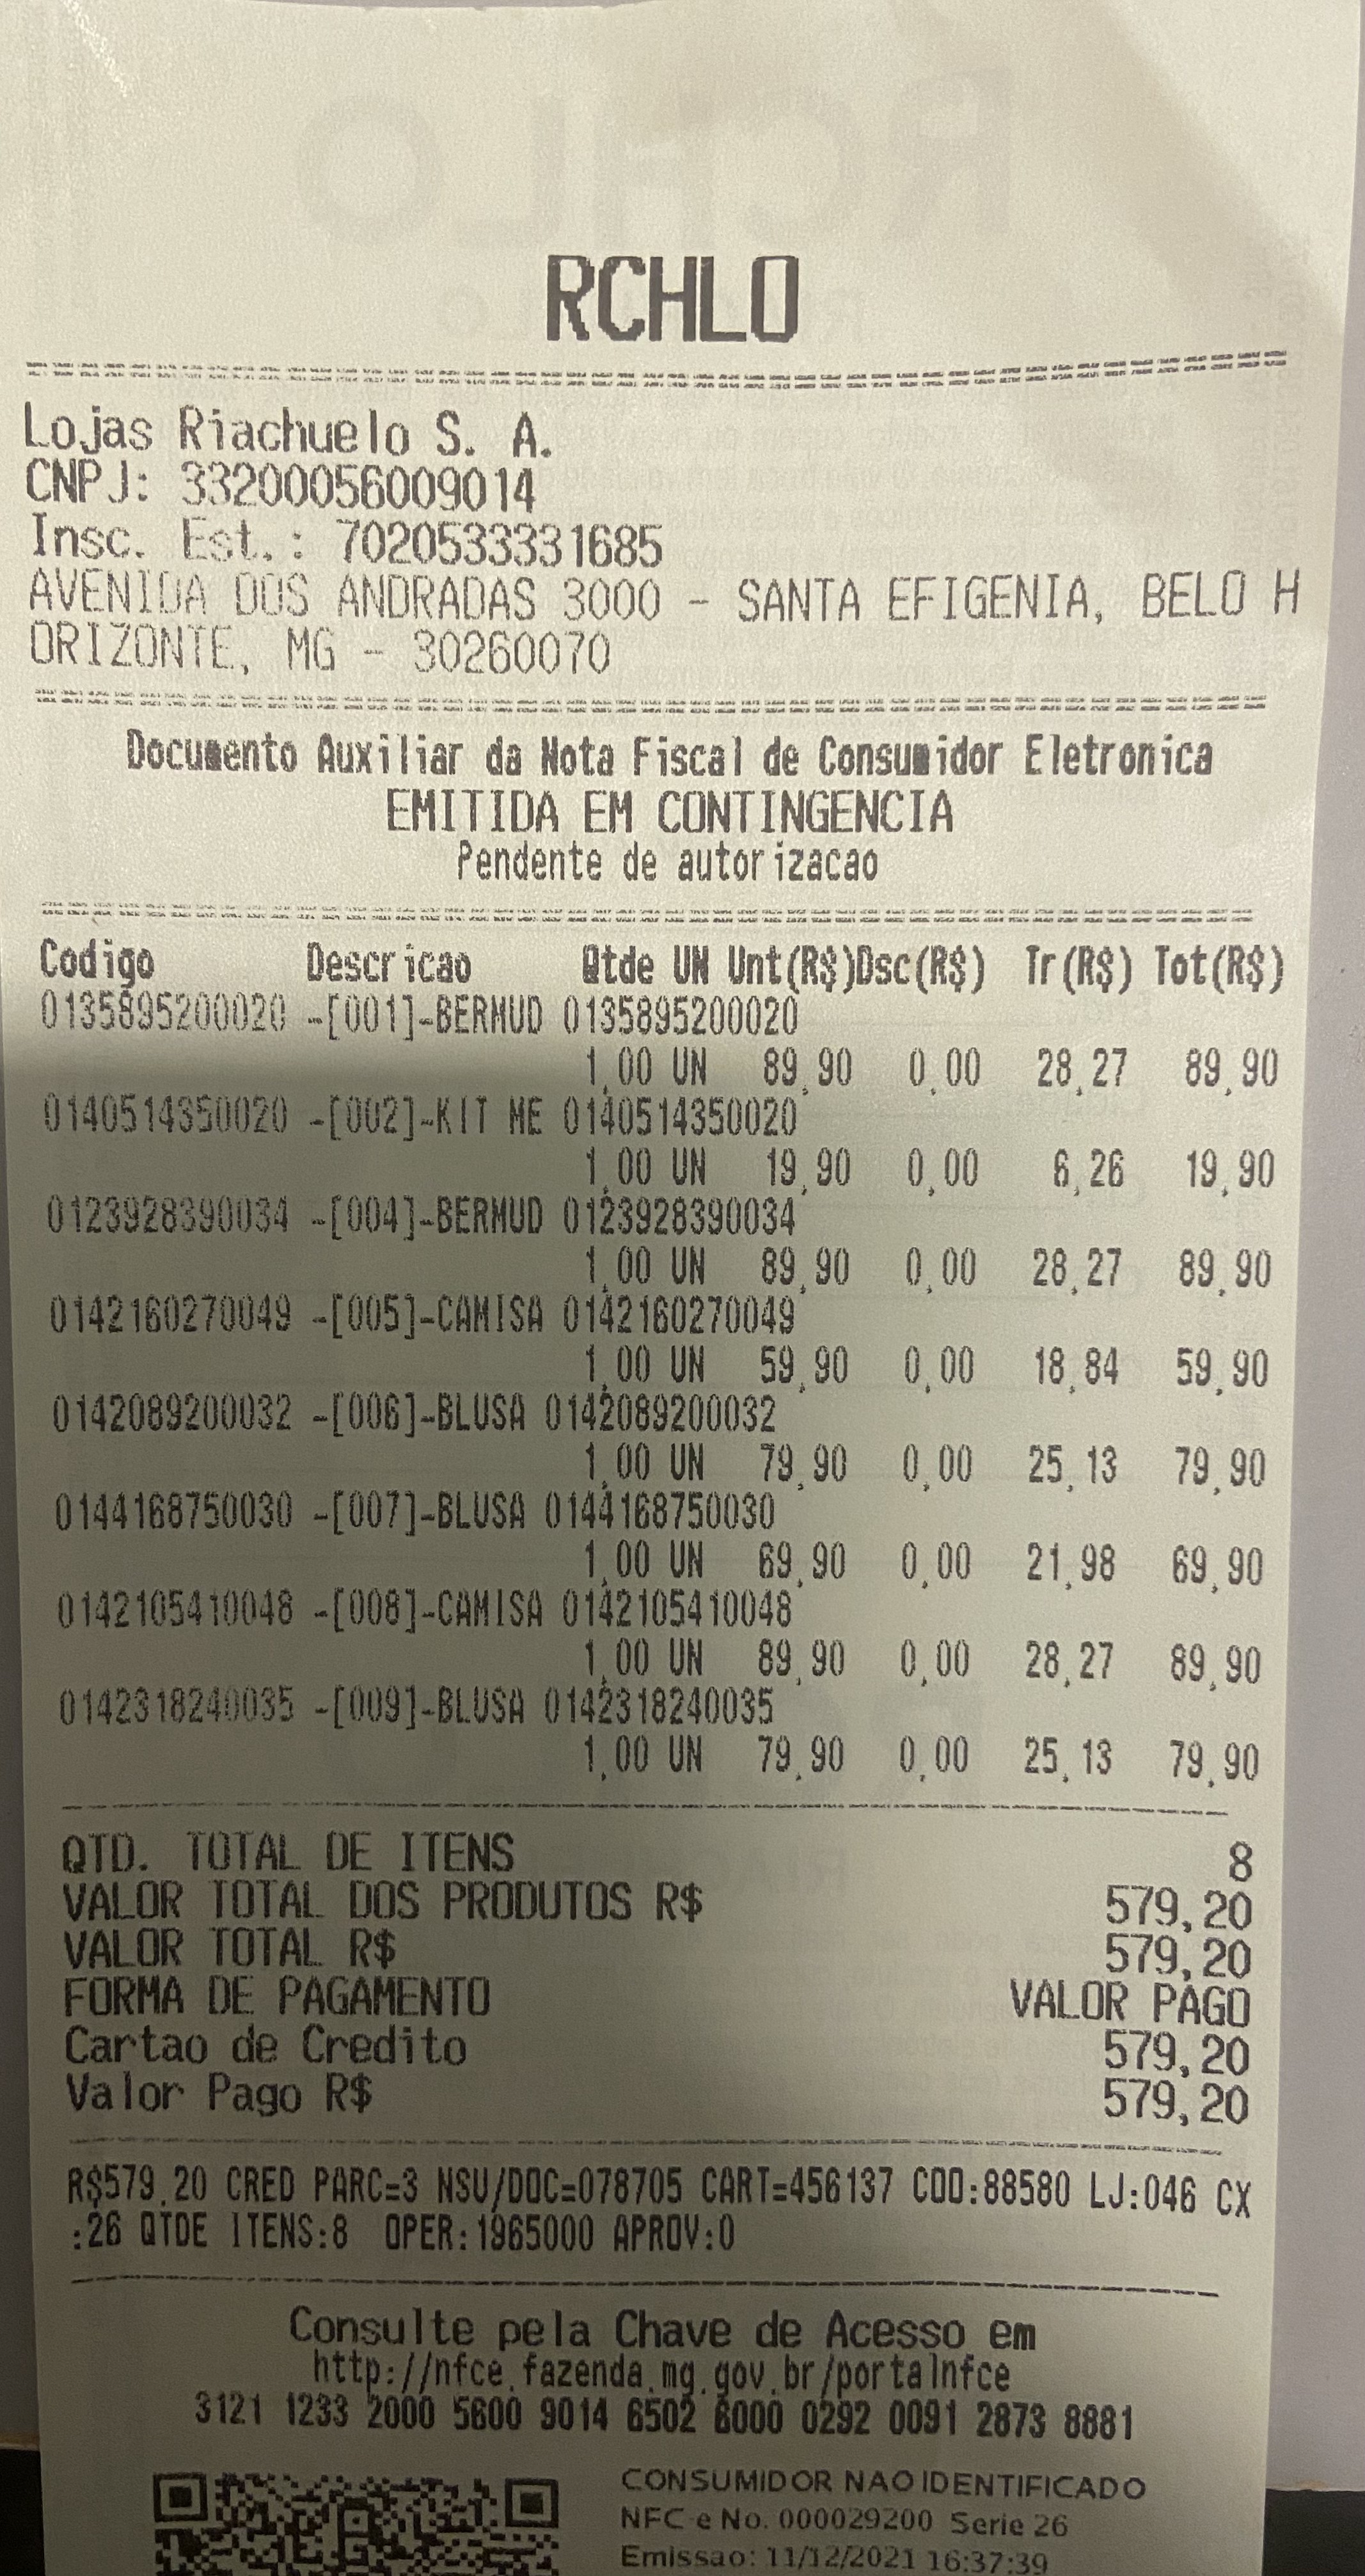 RCHLO
Lojas Riachuelo S. A.
CNPJ: 33200056009014
Insc. Est.: 7020533331685
AVENIDA DOS ANDRADAS 3000 - SANTA EFIGENIA, BELO H
ORIZONTE, MG - 30260070
Documento Auxiliar da Nota Fiscal de Consumidor Eletronica
EMITIDA EM CONTINGENCIA
Pendente de autorizacao
Codigo Descricao Qtde UN Unt(R$)Dsc(R$) Tr(R$) Tot(R$)
0135895200020 -[001]-BERMUD 0135895200020
1,00 UN 89,90 0,00 28,27 89,90
0140514350020 -[002]-KIT ME 0140514350020
1,00 UN 19,90 0,00 6,26 19,90
0123928390034 -[004]-BERMUD 0123928390034
1,00 UN 89,90 0,00 28,27 89,90
0142160270049 -[005]-CAMISA 0142160270049
1,00 UN 59,90 0,00 18,84 59,90
0142089200032 -[006]-BLUSA 0142089200032
1,00 UN 79,90 0,00 25,13 79,90
0144168750030 -[007]-BLUSA 0144168750030
1,00 UN 69,90 0,00 21,98 69,90
0142105410048 -[008]-CAMISA 0142105410048
1,00 UN 89,90 0,00 28,27 89,90
0142318240035 -[009]-BLUSA 0142318240035
1,00 UN 79,90 0,00 25,13 79,90
QTD. TOTAL DE ITENS 8
VALOR TOTAL DOS PRODUTOS R$ 579,20
VALOR TOTAL R$ 579,20
FORMA DE PAGAMENTO VALOR PAGO
Cartao de Credito 579,20
Valor Pago R$ 579,20
R$579,20 CRED PARC=3 NSU/DOC=078705 CART=456137 COO:88580 LJ:046 CX
:26 QTDE ITENS:8 OPER:1965000 APROV:0
Consulte pela Chave de Acesso em
http://nfce.fazenda.mg.gov.br/portalnfce
3121 1233 2000 5600 9014 6502 6000 0292 0091 2873 8881
CONSUMIDOR NAO IDENTIFICADO
NFC-e No. 000029200 Serie 26
Emissao: 11/12/2021 16:37:39